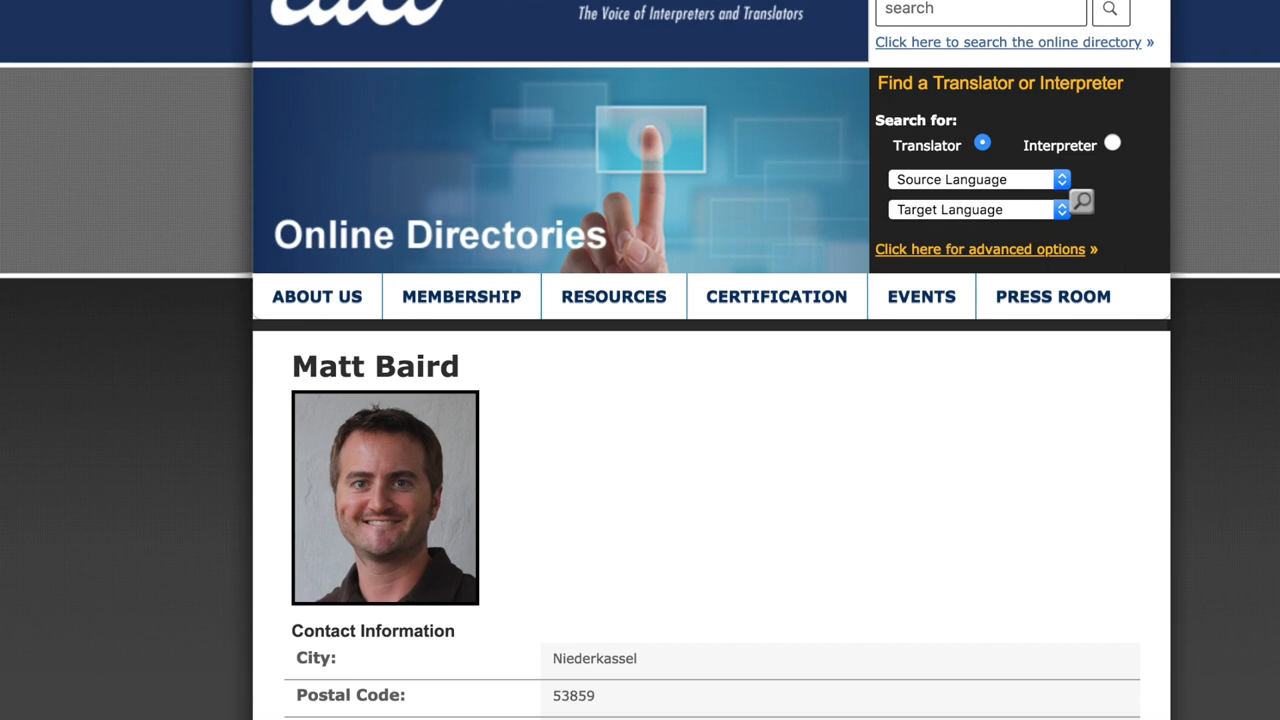 The Voice of Interpreters and Translators
search
Click here to search the online directory »
Find a Translator or Interpreter
Search for:
Translator Interpreter
Source Language
Target Language
Click here for advanced options »
Online Directories
ABOUT US MEMBERSHIP RESOURCES CERTIFICATION EVENTS PRESS ROOM
Matt Baird
Contact Information
City: Niederkassel
Postal Code: 53859